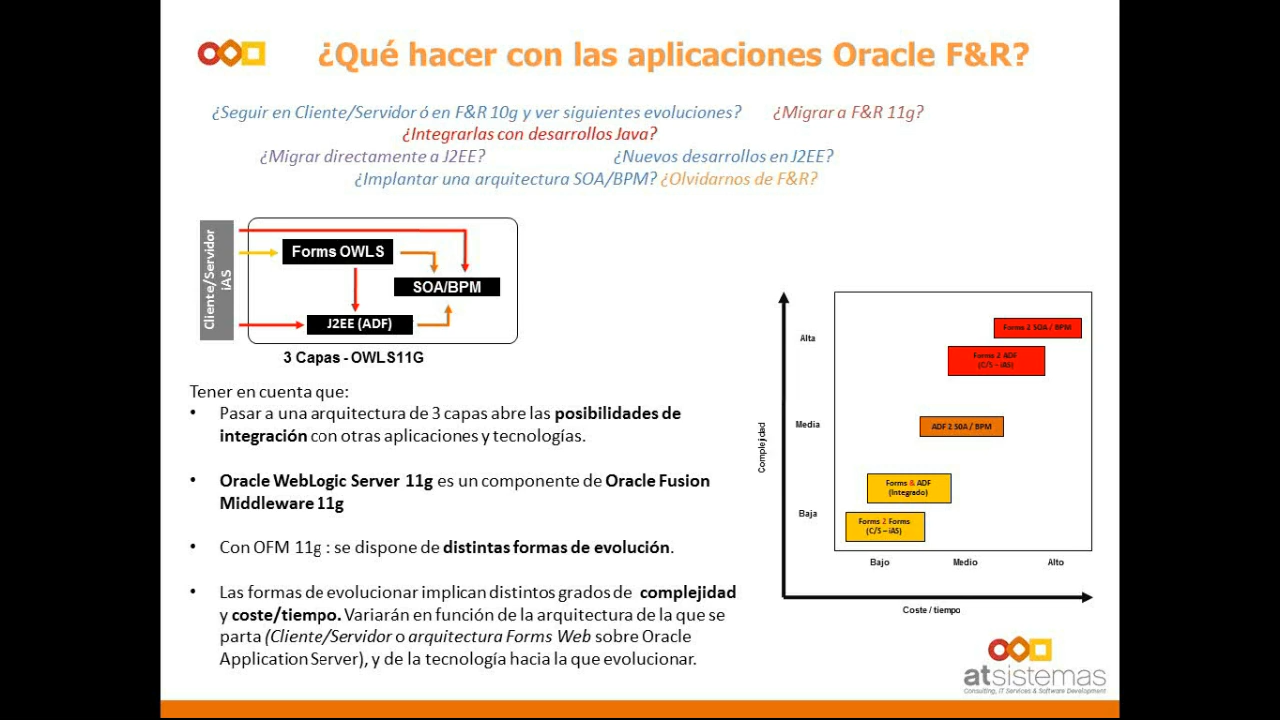 ¿Qué hacer con las aplicaciones Oracle F&R?
¿Seguir en Cliente/Servidor ó en F&R 10g y ver siguientes evoluciones? ¿Migrar a F&R 11g?
¿Integrarlas con desarrollos Java?
¿Migrar directamente a J2EE? ¿Nuevos desarrollos en J2EE?
¿Implantar una arquitectura SOA/BPM? ¿Olvidarnos de F&R?
Cliente/Servidor
iAS
Forms OWLS
SOA/BPM
J2EE (ADF)
3 Capas - OWLS11G
Tener en cuenta que:
• Pasar a una arquitectura de 3 capas abre las posibilidades de
integración con otras aplicaciones y tecnologías.
• Oracle WebLogic Server 11g es un componente de Oracle Fusion
Middleware 11g
• Con OFM 11g : se dispone de distintas formas de evolución.
• Las formas de evolucionar implican distintos grados de complejidad
y coste/tiempo. Variarán en función de la arquitectura de la que se
parta (Cliente/Servidor o arquitectura Forms Web sobre Oracle
Application Server), y de la tecnología hacia la que evolucionar.
Complejidad
Alta
Media
Baja
Forms 2 SOA / BPM
Forms 2 ADF
(C/S – iAS)
ADF 2 SOA / BPM
Forms & ADF
(Integrado)
Forms 2 Forms
(C/S – iAS)
Bajo
Medio
Alto
Coste / tiempo
atsistemas
Consulting, IT Services & Software Development